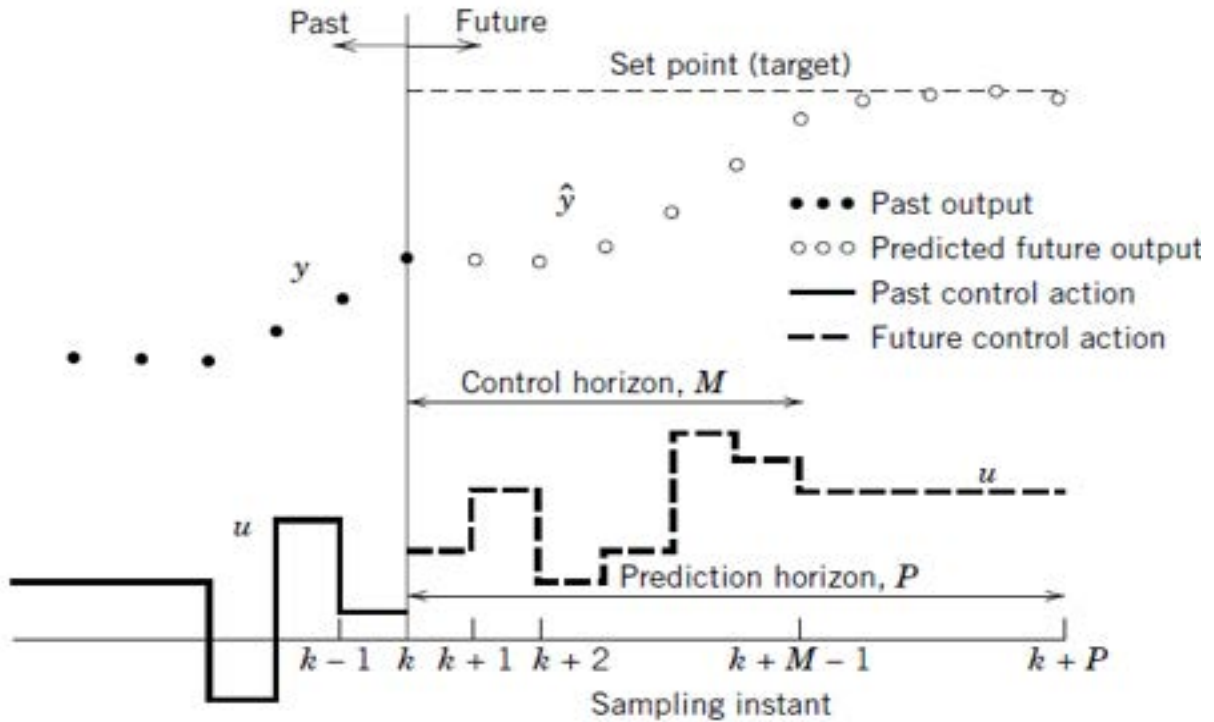 Past
Future
Set point (target)
ŷ
Past output
Predicted future output
y
Past control action
Future control action
Control horizon, M
u
u
Prediction horizon, P
k − 1
k
k + 1
k + 2
k + M − 1
k + P
Sampling instant